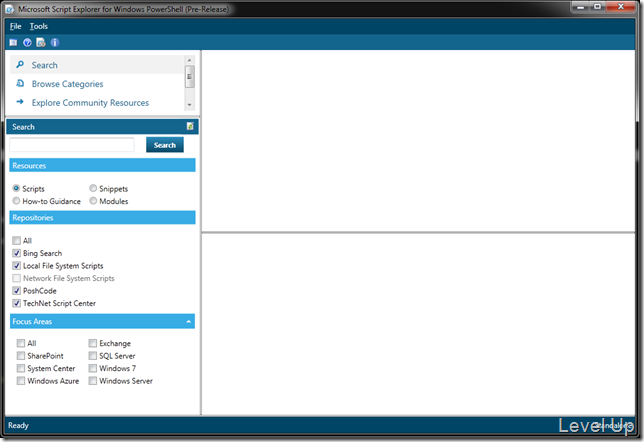 Microsoft Script Explorer for Windows PowerShell (Pre-Release)
File Tools
Search
Browse Categories
Explore Community Resources
Search
Search
Resources
Scripts Snippets
How-to Guidance Modules
Repositories
All
Bing Search
Local File System Scripts
Network File System Scripts
PoshCode
TechNet Script Center
Focus Areas
All Exchange
SharePoint SQL Server
System Center Windows 7
Windows Azure Windows Server
Ready
Level Up